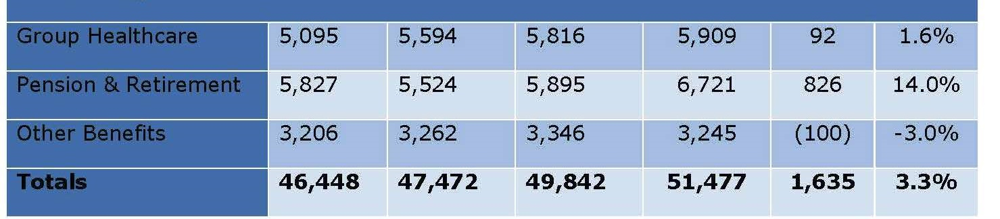 Group Healthcare 5,095 5,594 5,816 5,909 92 1.6%
Pension & Retirement 5,827 5,524 5,895 6,721 826 14.0%
Other Benefits 3,206 3,262 3,346 3,245 (100) -3.0%
Totals 46,448 47,472 49,842 51,477 1,635 3.3%